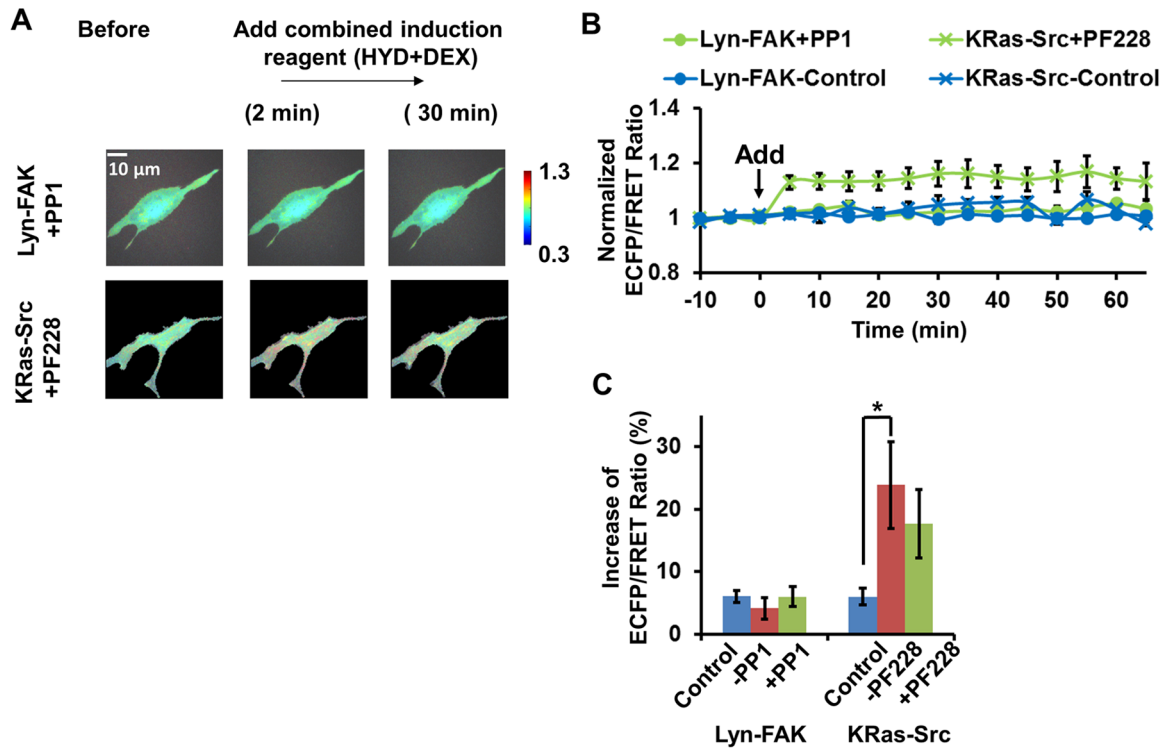 A
Before
Add combined induction
reagent (HYD+DEX)
(2 min)
( 30 min)
Lyn-FAK
+PP1
10 μm
1.3
0.3
KRas-Src
+PF228
B
Lyn-FAK+PP1
KRas-Src+PF228
Lyn-FAK-Control
KRas-Src-Control
Normalized
ECFP/FRET Ratio
1.4
1.2
1
0.8
Add
-10
0
10
20
30
40
50
60
Time (min)
C
Increase of
ECFP/FRET Ratio (%)
30
20
10
0
*
Control
-PP1
+PP1
Control
-PF228
+PF228
Lyn-FAK
KRas-Src